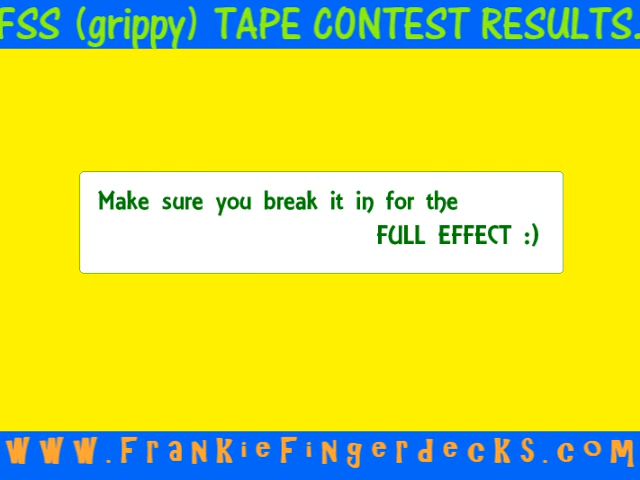 FSS (grippy) TAPE CONTEST RESULTS.
Make sure you break it in for the
FULL EFFECT :)
WWW.FranKieFingerdecKS.coM